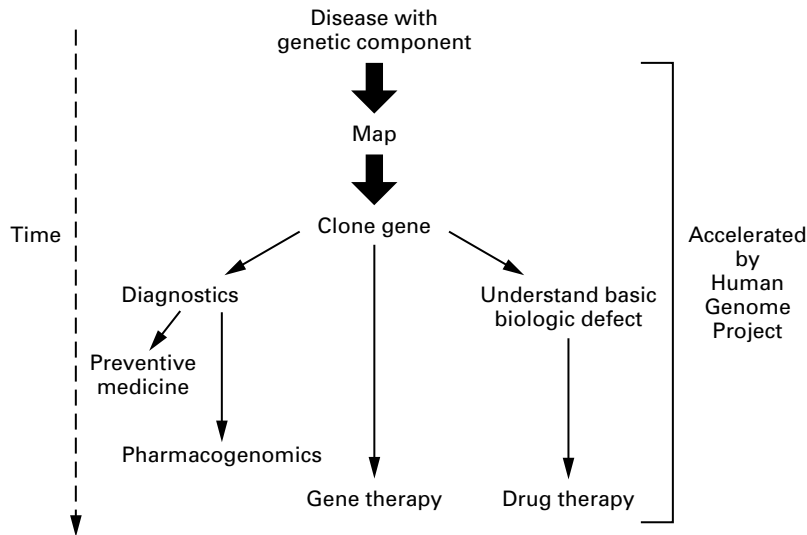 Disease with
genetic component
Map
Clone gene
Time
Accelerated
by
Human
Genome
Project
Diagnostics
Understand basic
biologic defect
Preventive
medicine
Pharmacogenomics
Gene therapy
Drug therapy